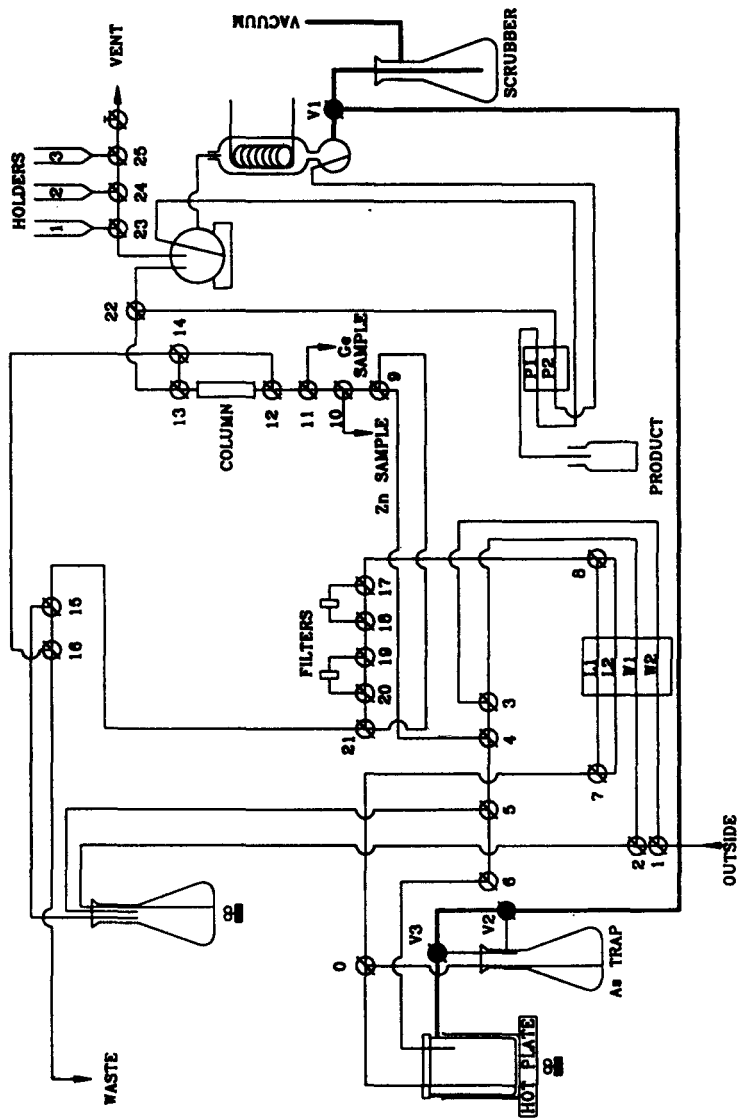 HOLDERS
1
2
3
VENT
23
24
25
VACUUM
V1
SCRUBBER
22
14
13
COLUMN
12
11
Ge
SAMPLE
10
Zn SAMPLE
9
P1
P2
PRODUCT
WASTE
16
15
FILTERS
21
20
19
18
17
0
V3
V2
As TRAP
HOT PLATE
6
5
4
3
7
8
L1
L2
W1
W2
2
1
OUTSIDE